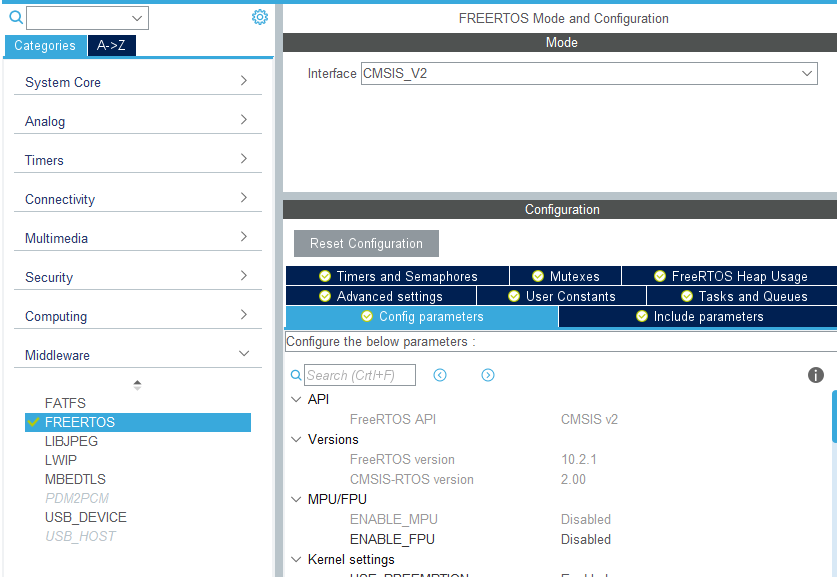 Categories
A->Z
System Core
Analog
Timers
Connectivity
Multimedia
Security
Computing
Middleware
FATFS
FREERTOS
LIBJPEG
LWIP
MBEDTLS
PDM2PCM
USB_DEVICE
USB_HOST
FREERTOS Mode and Configuration
Mode
Interface CMSIS_V2
Configuration
Reset Configuration
Timers and Semaphores Mutexes FreeRTOS Heap Usage
Advanced settings User Constants Tasks and Queues
Config parameters Include parameters
Configure the below parameters :
Search (Crtl+F)
API
FreeRTOS API CMSIS v2
Versions
FreeRTOS version 10.2.1
CMSIS-RTOS version 2.00
MPU/FPU
ENABLE_MPU Disabled
ENABLE_FPU Disabled
Kernel settings
USE_PREEMPTION Enabled